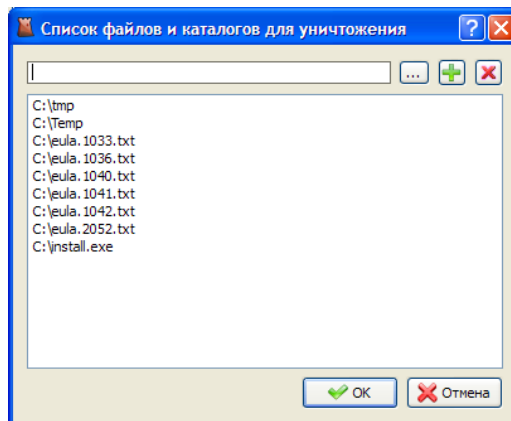 Список файлов и каталогов для уничтожения
...
C:\tmp
C:\Temp
C:\eula.1033.txt
C:\eula.1036.txt
C:\eula.1040.txt
C:\eula.1041.txt
C:\eula.1042.txt
C:\eula.2052.txt
C:\install.exe
OK
Отмена